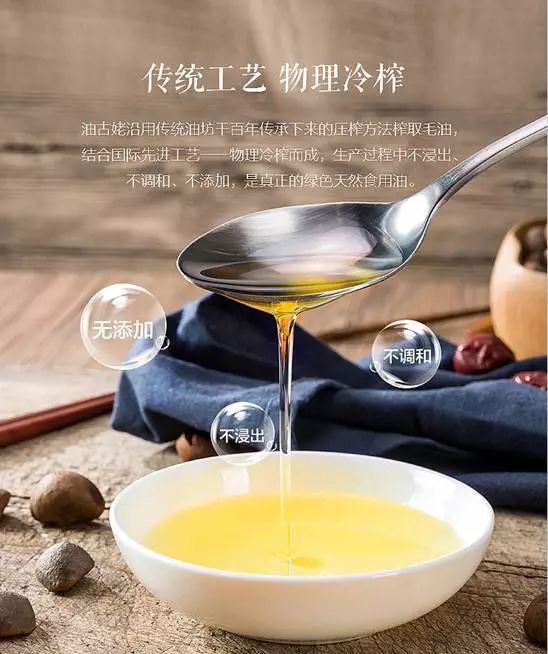 传统工艺 物理冷榨
油古姥沿用传统油坊千百年传承下来的压榨方法榨取毛油，
结合国际先进工艺——物理冷榨而成，生产过程中不浸出、
不调和、不添加，是真正的绿色天然食用油。
无添加
不调和
不浸出